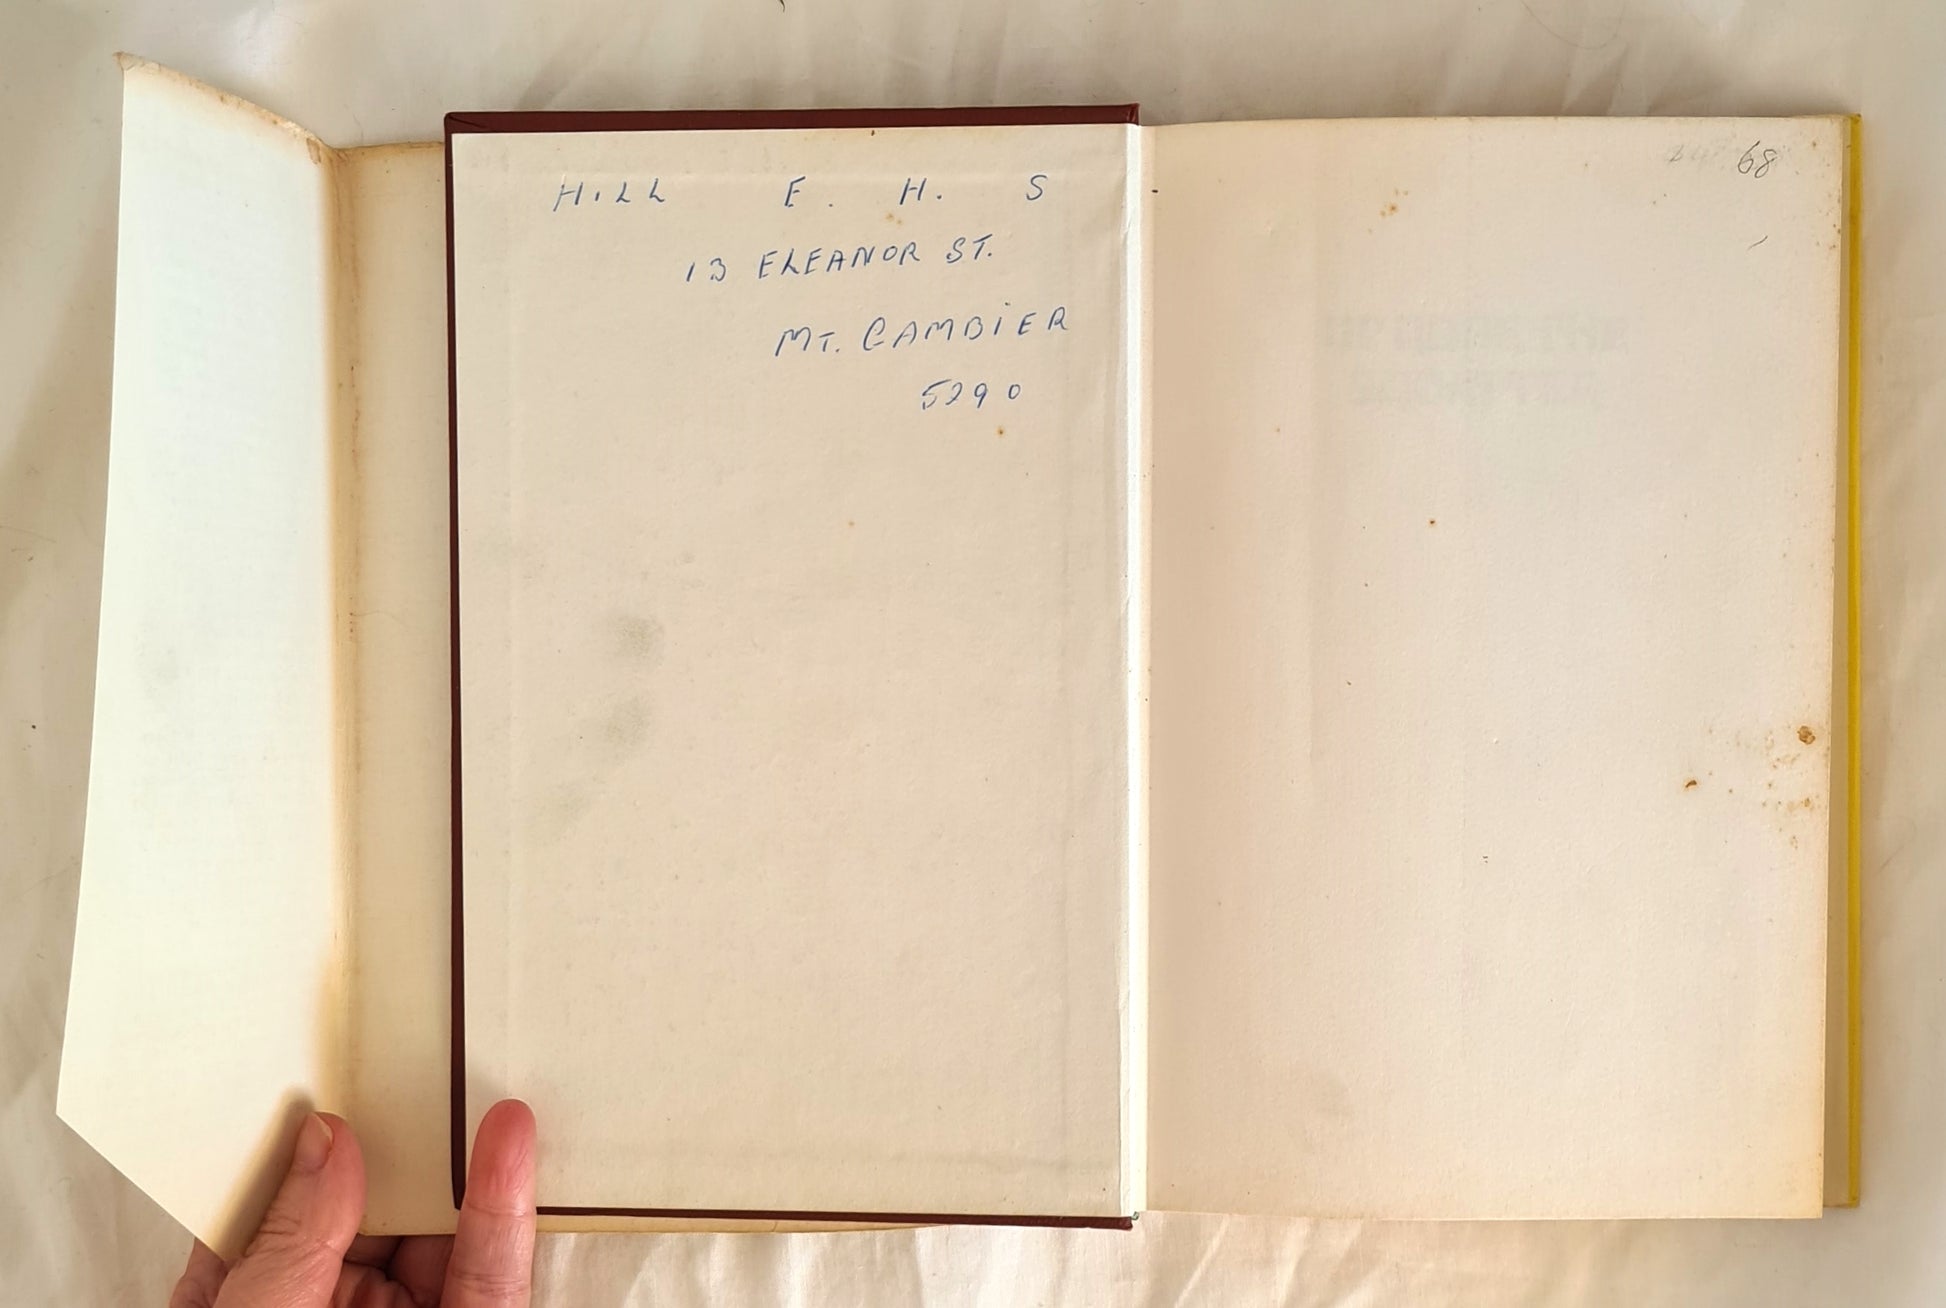 HILL E. H. S
13 ELEANOR ST.
MT. GAMBIER
5290
68